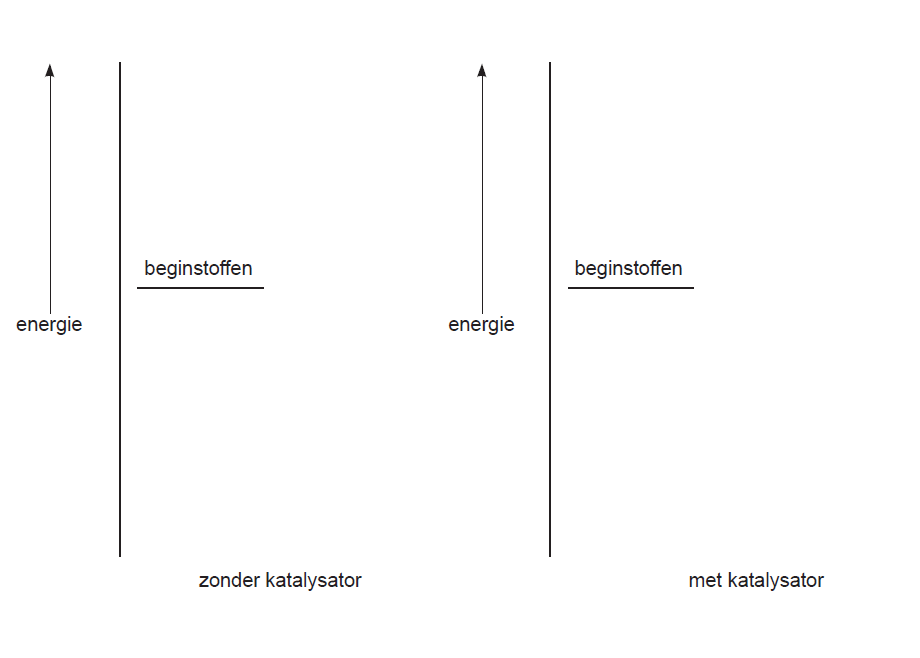 beginstoffen
energie
zonder katalysator
beginstoffen
energie
met katalysator